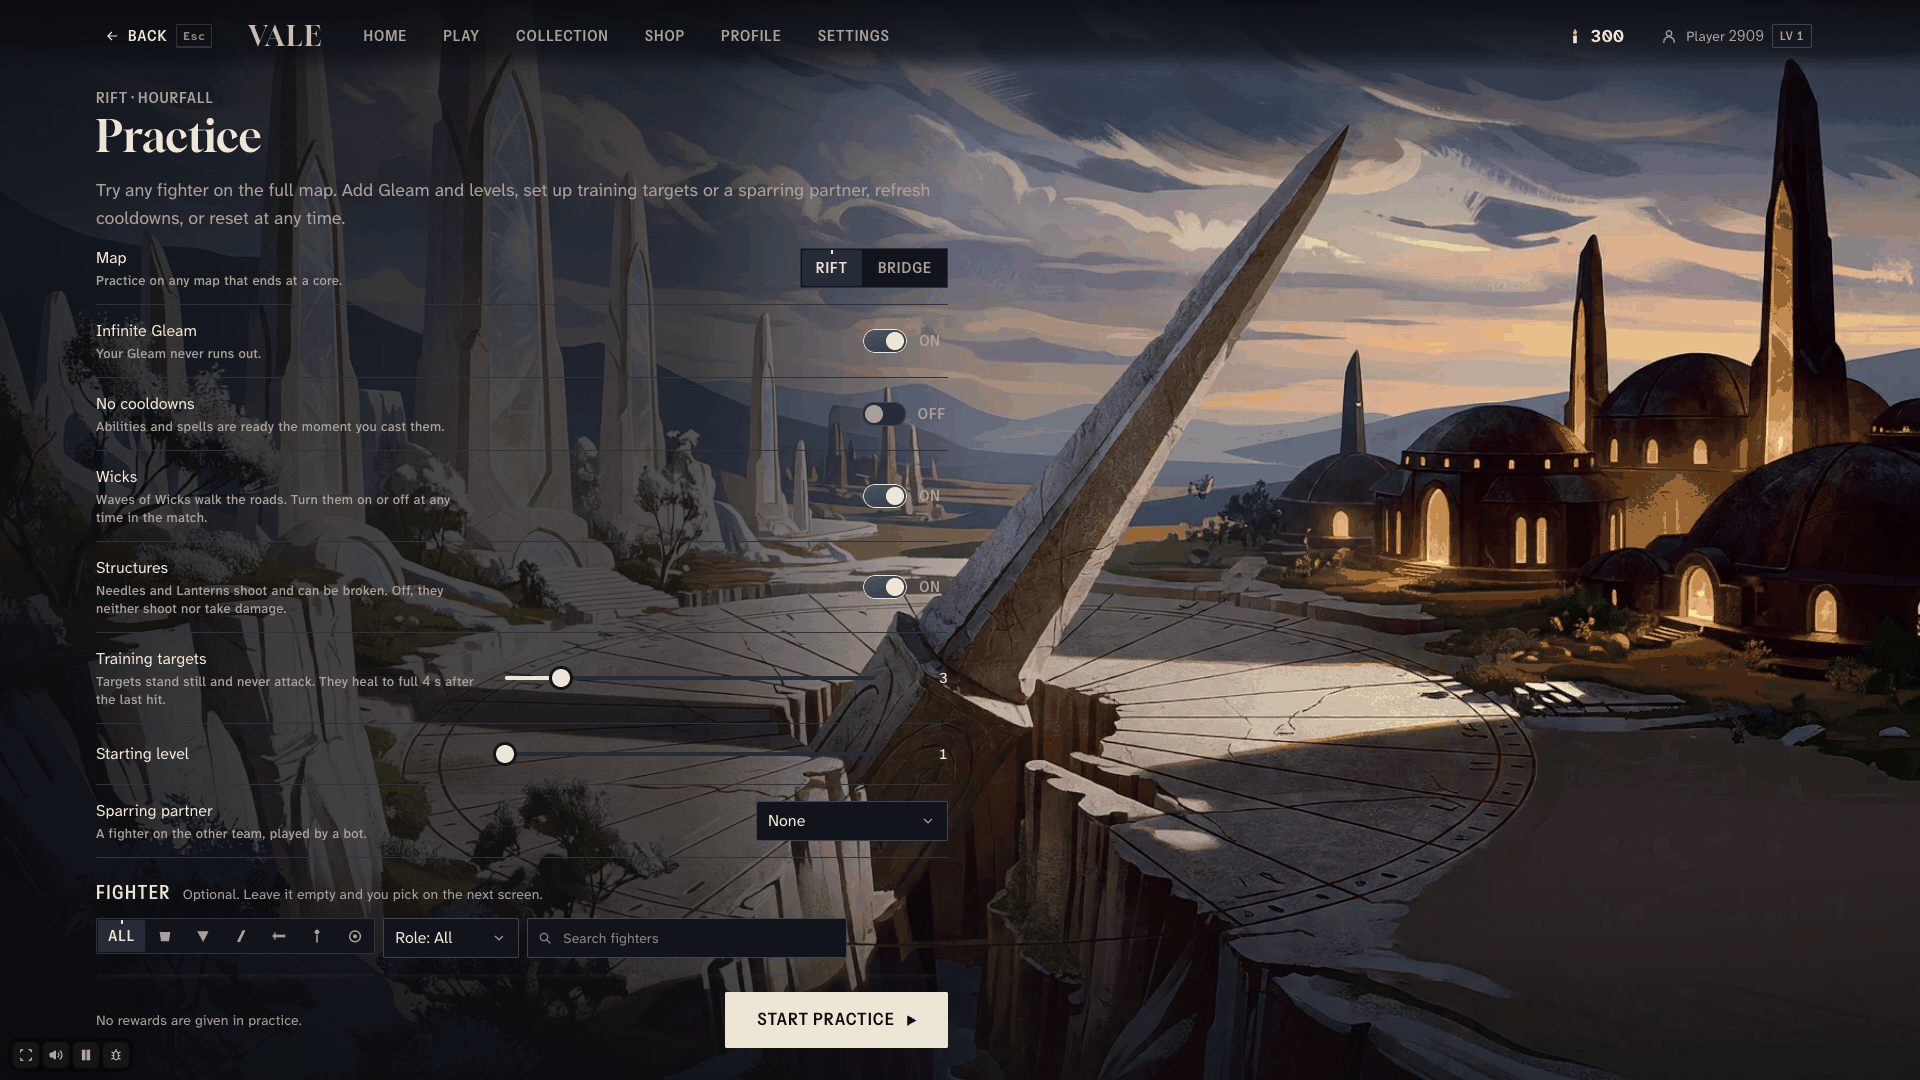 BACK Esc VALE HOME PLAY COLLECTION SHOP PROFILE SETTINGS 300 Player 2909 LV 1
RIFT · HOURFALL
Practice
Try any fighter on the full map. Add Gleam and levels, set up training targets or a sparring partner, refresh
cooldowns, or reset at any time.
Map
Practice on any map that ends at a core.
RIFT BRIDGE
Infinite Gleam
Your Gleam never runs out.
ON
No cooldowns
Abilities and spells are ready the moment you cast them.
OFF
Wicks
Waves of Wicks walk the roads. Turn them on or off at any
time in the match.
ON
Structures
Needles and Lanterns shoot and can be broken. Off, they
neither shoot nor take damage.
ON
Training targets
Targets stand still and never attack. They heal to full 4 s after
the last hit.
3
Starting level
1
Sparring partner
A fighter on the other team, played by a bot.
None
FIGHTER Optional. Leave it empty and you pick on the next screen.
ALL Role: All Search fighters
No rewards are given in practice.
START PRACTICE